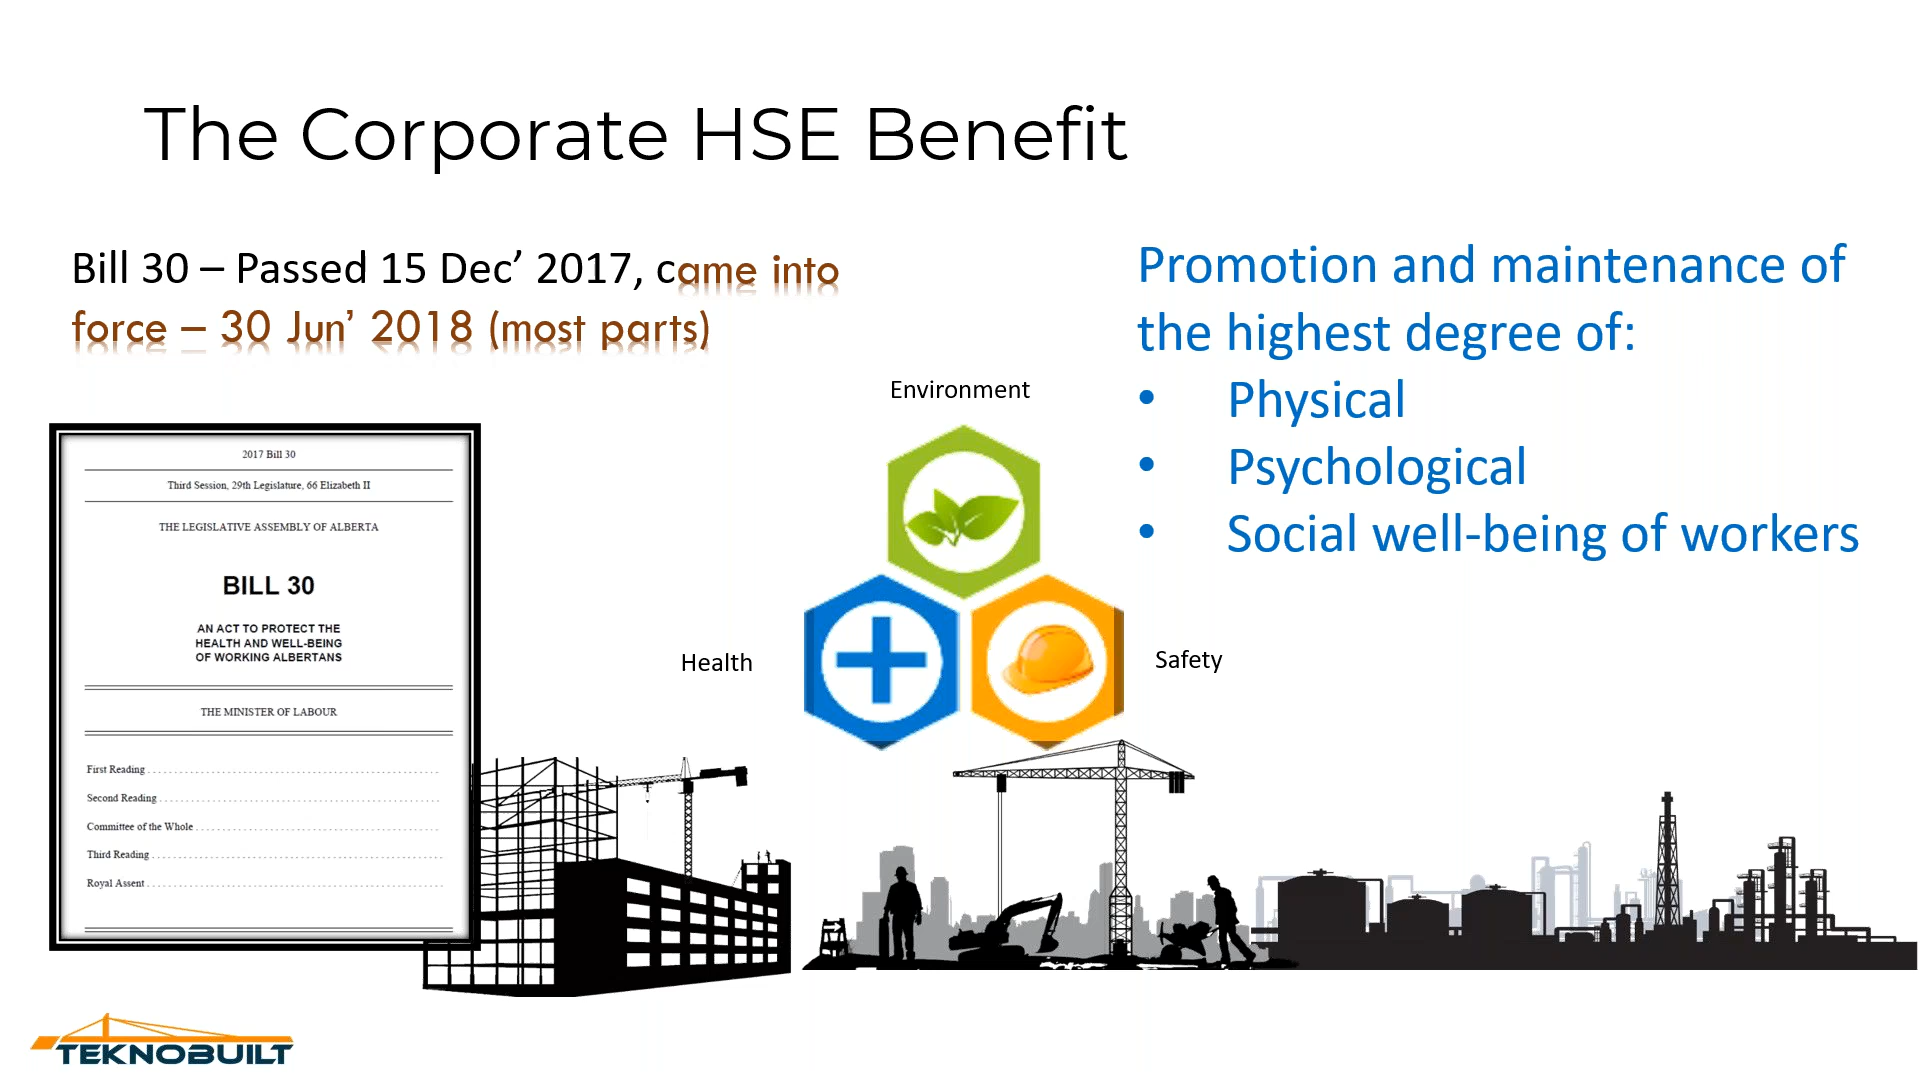 The Corporate HSE Benefit
Bill 30 – Passed 15 Dec’ 2017, came into
force – 30 Jun’ 2018 (most parts)
Promotion and maintenance of
the highest degree of:
• Physical
• Psychological
• Social well-being of workers
Environment
Health
Safety
2017 Bill 30
Third Session, 29th Legislature, 66 Elizabeth II
THE LEGISLATIVE ASSEMBLY OF ALBERTA
BILL 30
AN ACT TO PROTECT THE
HEALTH AND WELL-BEING
OF WORKING ALBERTANS
THE MINISTER OF LABOUR
First Reading
Second Reading
Committee of the Whole
Third Reading
Royal Assent
TEKNOBUILT